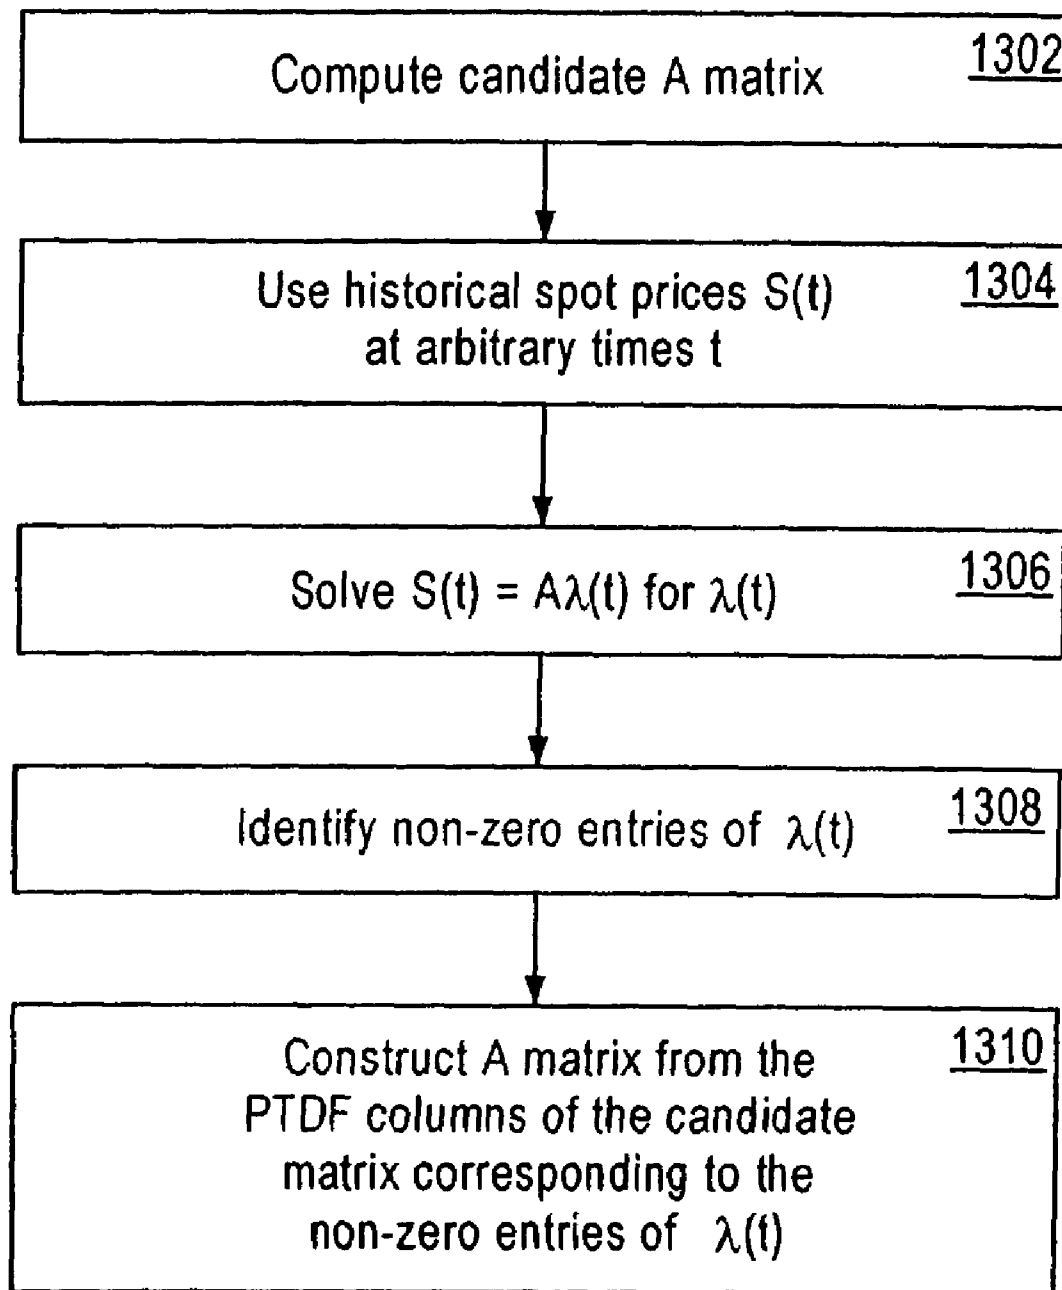 Compute candidate A matrix
1302
Use historical spot prices S(t)
at arbitrary times t
1304
Solve S(t) = Aλ(t) for λ(t)
1306
Identify non-zero entries of λ(t)
1308
Construct A matrix from the
PTDF columns of the candidate
matrix corresponding to the
non-zero entries of λ(t)
1310